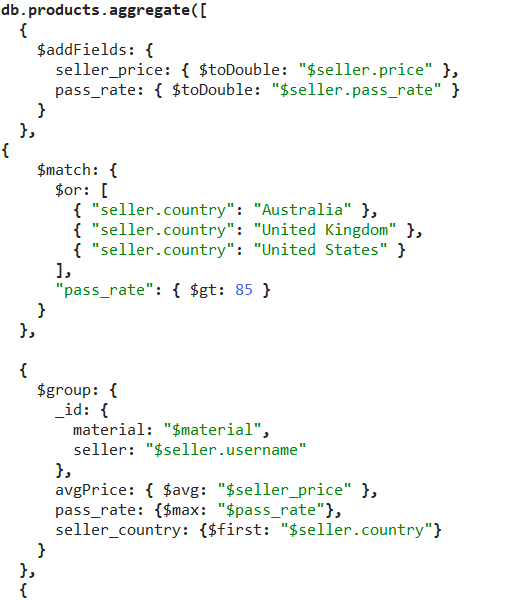 db.products.aggregate([
  {
    $addFields: {
      seller_price: { $toDouble: "$seller.price" },
      pass_rate: { $toDouble: "$seller.pass_rate" }
    }
  },
{
    $match: {
      $or: [
        { "seller.country": "Australia" },
        { "seller.country": "United Kingdom" },
        { "seller.country": "United States" }
      ],
      "pass_rate": { $gt: 85 }
    }
  },

  {
    $group: {
      _id: {
        material: "$material",
        seller: "$seller.username"
      },
      avgPrice: { $avg: "$seller_price" },
      pass_rate: {$max: "$pass_rate"},
      seller_country: {$first: "$seller.country"}
    }
  },
  {